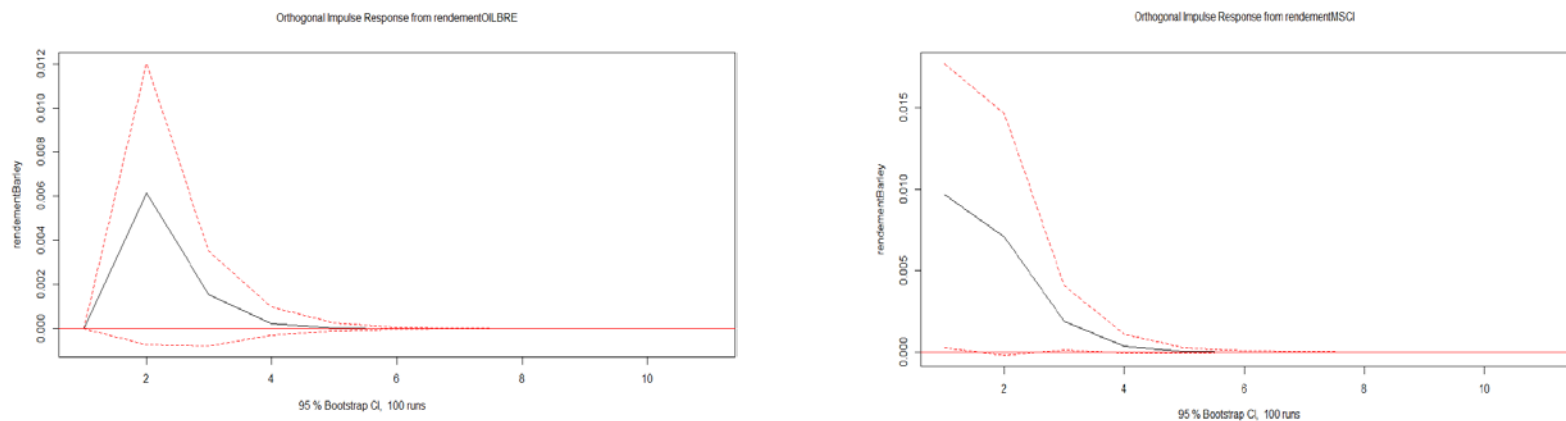 Orthogonal Impulse Response from rendementOILBRE
rendementBarley
0.012
0.010
0.008
0.006
0.004
0.002
0.000
2 4 6 8 10
95 % Bootstrap CI, 100 runs
Orthogonal Impulse Response from rendementMSCI
rendementBarley
0.015
0.010
0.005
0.000
2 4 6 8 10
95 % Bootstrap CI, 100 runs